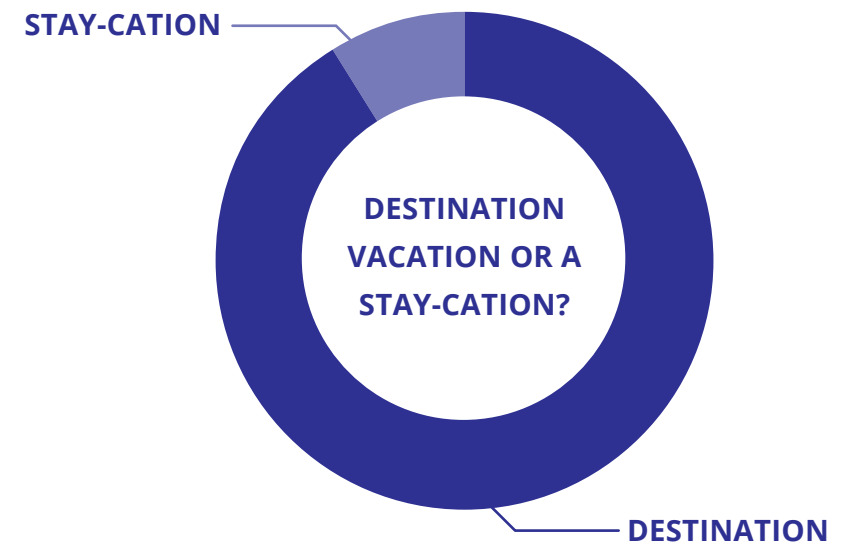 STAY-CATION
DESTINATION
VACATION OR A
STAY-CATION?
DESTINATION